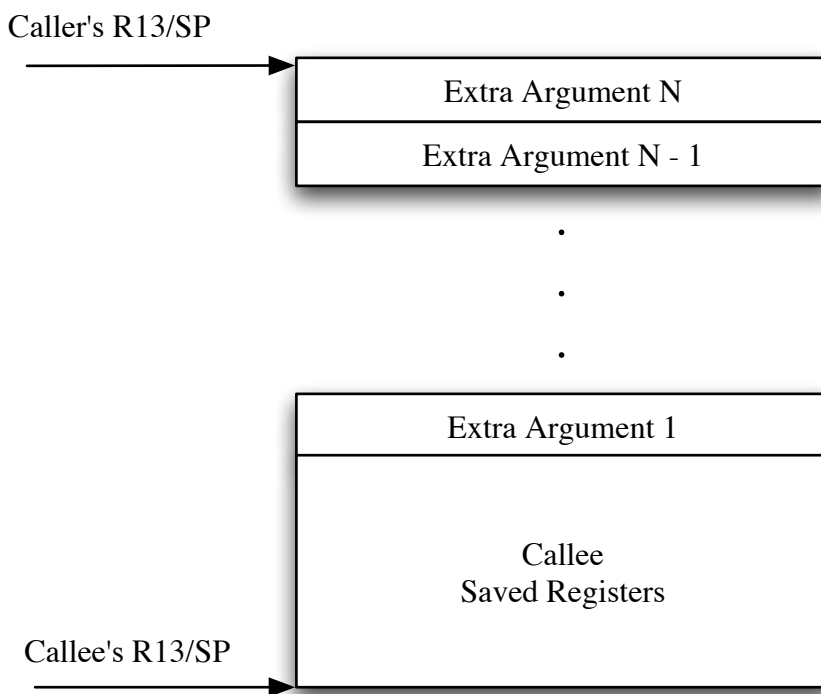 Caller's R13/SP
Extra Argument N
Extra Argument N - 1
.
.
.
Extra Argument 1
Callee
Saved Registers
Callee's R13/SP